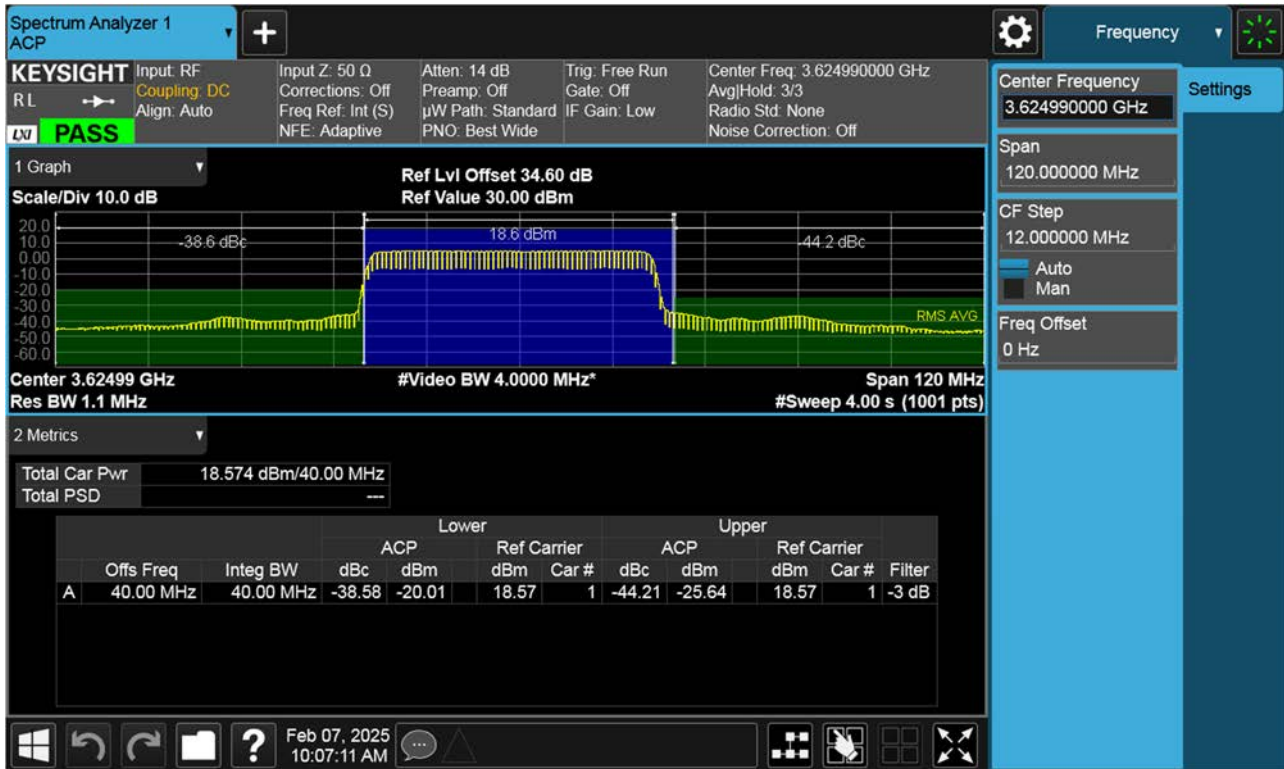 Spectrum Analyzer 1
ACP
+
Frequency
KEYSIGHT
RL
LXI PASS
Input: RF
Coupling: DC
Align: Auto
Input Z: 50 Ω
Corrections: Off
Freq Ref: Int (S)
NFE: Adaptive
Atten: 14 dB
Preamp: Off
µW Path: Standard
PNO: Best Wide
Trig: Free Run
Gate: Off
IF Gain: Low
Center Freq: 3.624990000 GHz
Avg|Hold: 3/3
Radio Std: None
Noise Correction: Off
1 Graph
Scale/Div 10.0 dB
Ref Lvl Offset 34.60 dB
Ref Value 30.00 dBm
20.0
10.0
0.00
-10.0
-20.0
-30.0
-40.0
-50.0
-60.0
-38.6 dBc
18.6 dBm
-44.2 dBc
RMS AVG
Center 3.62499 GHz
#Video BW 4.0000 MHz*
Span 120 MHz
Res BW 1.1 MHz
#Sweep 4.00 s (1001 pts)
2 Metrics
Total Car Pwr 18.574 dBm/40.00 MHz
Total PSD ---
Lower Upper
ACP Ref Carrier ACP Ref Carrier
Offs Freq Integ BW dBc dBm dBm Car # dBc dBm dBm Car # Filter
A 40.00 MHz 40.00 MHz -38.58 -20.01 18.57 1 -44.21 -25.64 18.57 1 -3 dB
Center Frequency
3.624990000 GHz
Settings
Span
120.000000 MHz
CF Step
12.000000 MHz
Auto
Man
Freq Offset
0 Hz
?
Feb 07, 2025
10:07:11 AM